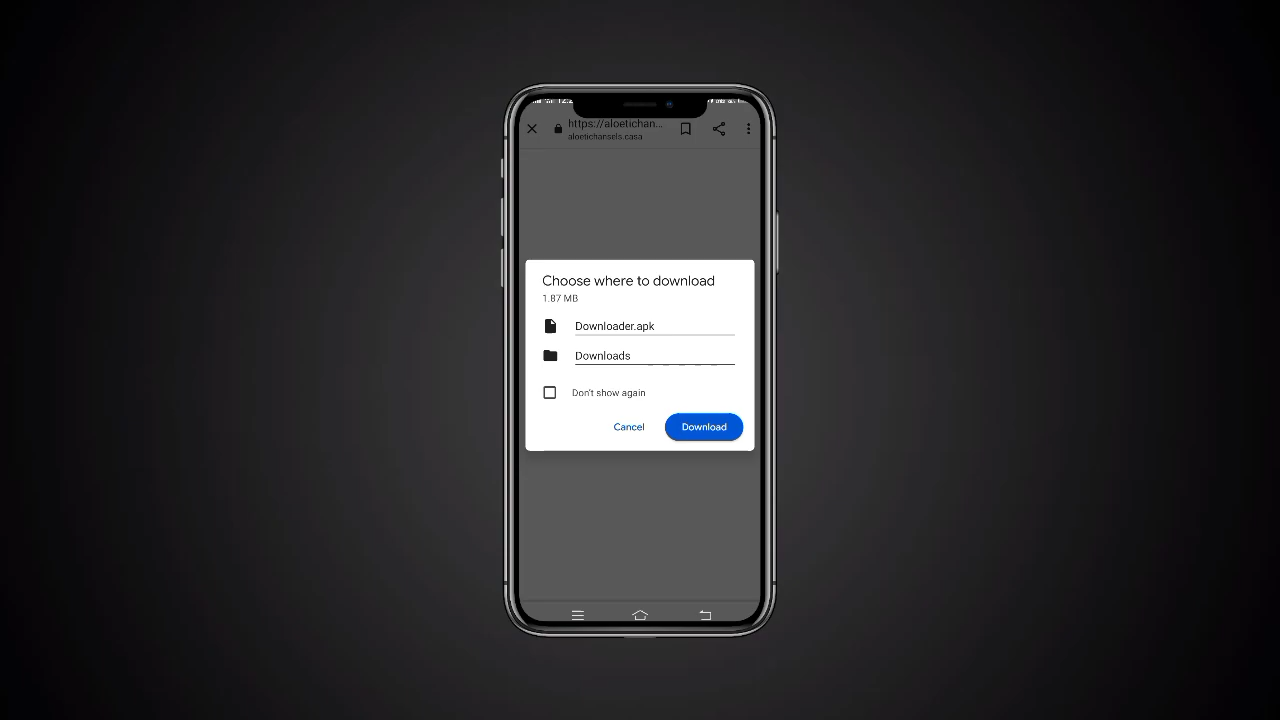 https://aloetichan...
aloetichansels.casa
Choose where to download
1.87 MB
Downloader.apk
Downloads
Don't show again
Cancel
Download